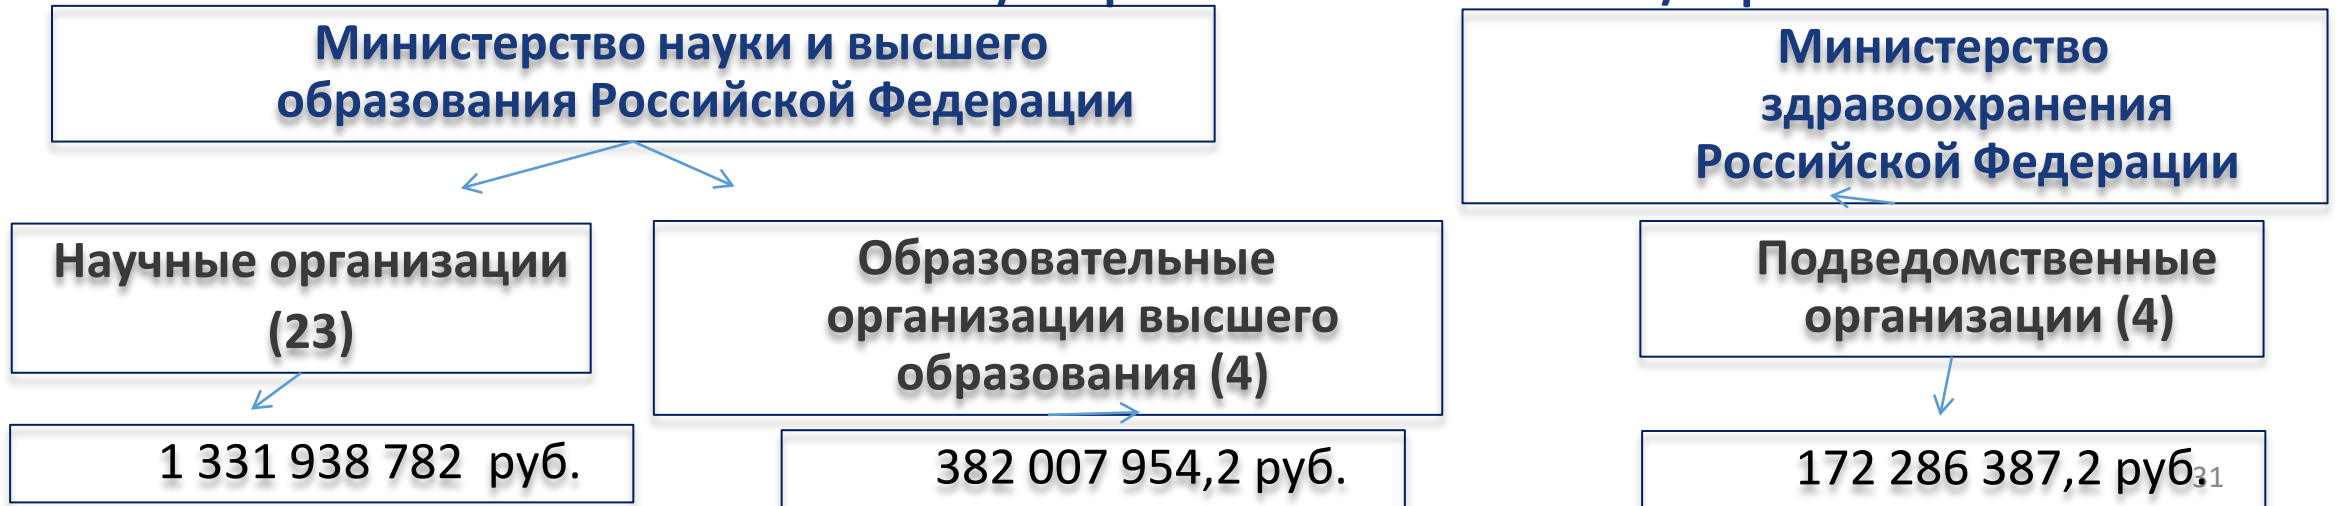 Министерство науки и высшего
образования Российской Федерации
Министерство
здравоохранения
Российской Федерации
Научные организации
(23)
Образовательные
организации высшего
образования (4)
Подведомственные
организации (4)
1 331 938 782 руб.
382 007 954,2 руб.
172 286 387,2 руб.
31